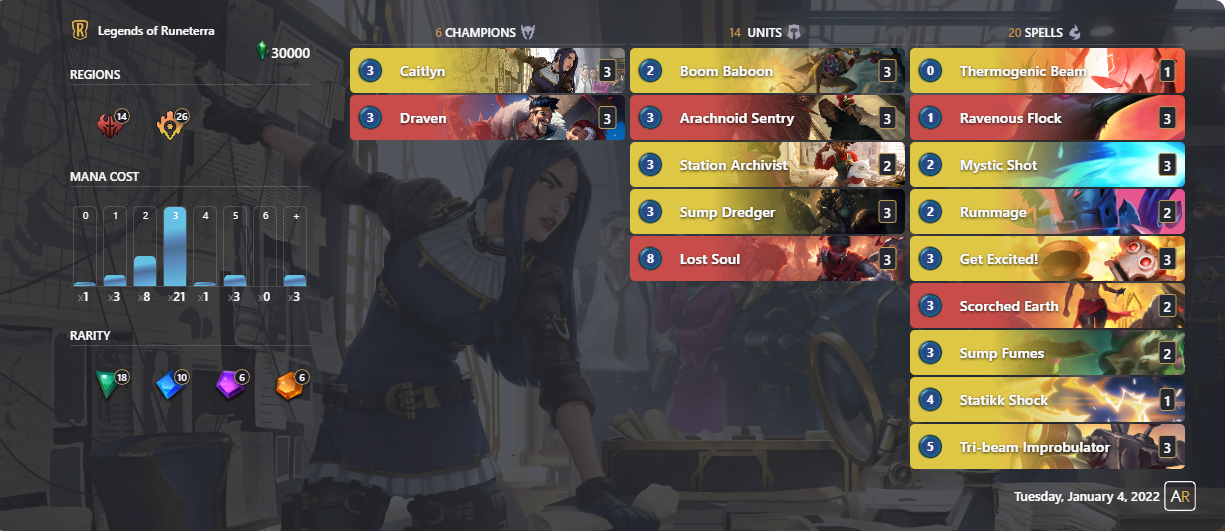 Legends of Runeterra
30000
REGIONS
14
26
MANA COST
0 1 2 3 4 5 6 +
x1 x3 x8 x21 x1 x3 x0 x3
RARITY
18
10
6
6
6 CHAMPIONS
3 Caitlyn 3
3 Draven 3
14 UNITS
2 Boom Baboon 3
3 Arachnoid Sentry 3
3 Station Archivist 2
3 Sump Dredger 3
8 Lost Soul 3
20 SPELLS
0 Thermogenic Beam 1
1 Ravenous Flock 3
2 Mystic Shot 3
2 Rummage 2
3 Get Excited! 3
3 Scorched Earth 2
3 Sump Fumes 2
4 Statikk Shock 1
5 Tri-beam Improbulator 3
Tuesday, January 4, 2022 AR